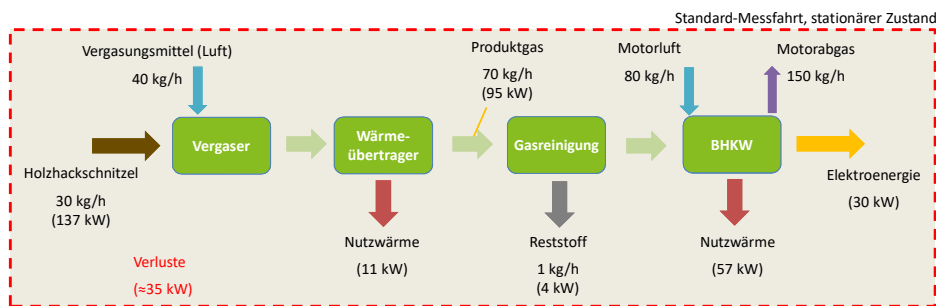 Standard-Messfahrt, stationärer Zustand
Vergasungsmittel (Luft)
40 kg/h
Produktgas
70 kg/h
(95 kW)
Motorluft
80 kg/h
Motorabgas
150 kg/h
Vergaser
Wärme-
übertrager
Gasreinigung
BHKW
Holzhackschnitzel
30 kg/h
(137 kW)
Elektroenergie
(30 kW)
Nutzwärme
(11 kW)
Reststoff
1 kg/h
(4 kW)
Nutzwärme
(57 kW)
Verluste
(≈35 kW)